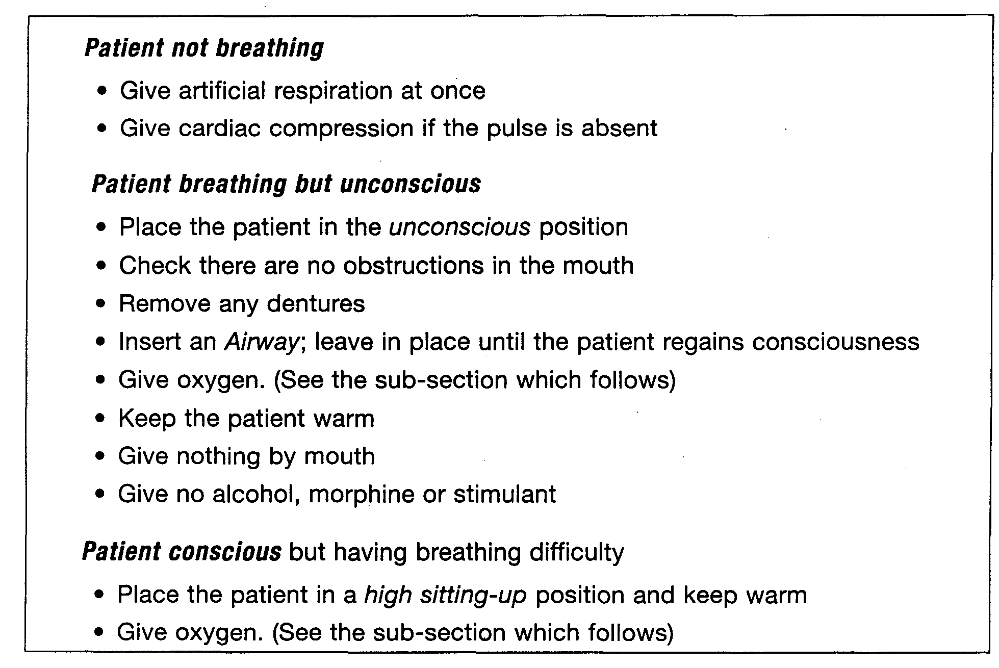 Patient not breathing
• Give artificial respiration at once
• Give cardiac compression if the pulse is absent
Patient breathing but unconscious
• Place the patient in the unconscious position
• Check there are no obstructions in the mouth
• Remove any dentures
• Insert an Airway; leave in place until the patient regains consciousness
• Give oxygen. (See the sub-section which follows)
• Keep the patient warm
• Give nothing by mouth
• Give no alcohol, morphine or stimulant
Patient conscious but having breathing difficulty
• Place the patient in a high sitting-up position and keep warm
• Give oxygen. (See the sub-section which follows)